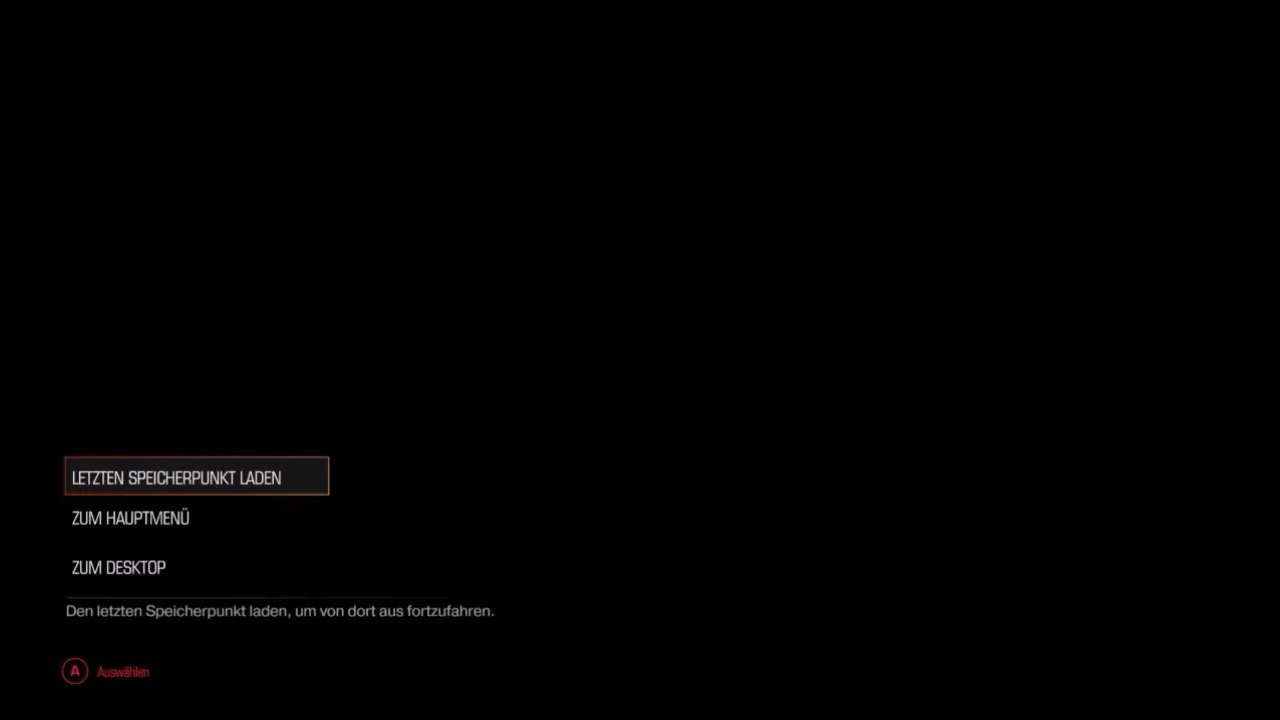 LETZTEN SPEICHERPUNKT LADEN
ZUM HAUPTMENÜ
ZUM DESKTOP
Den letzten Speicherpunkt laden, um von dort aus fortzufahren.
A Auswählen